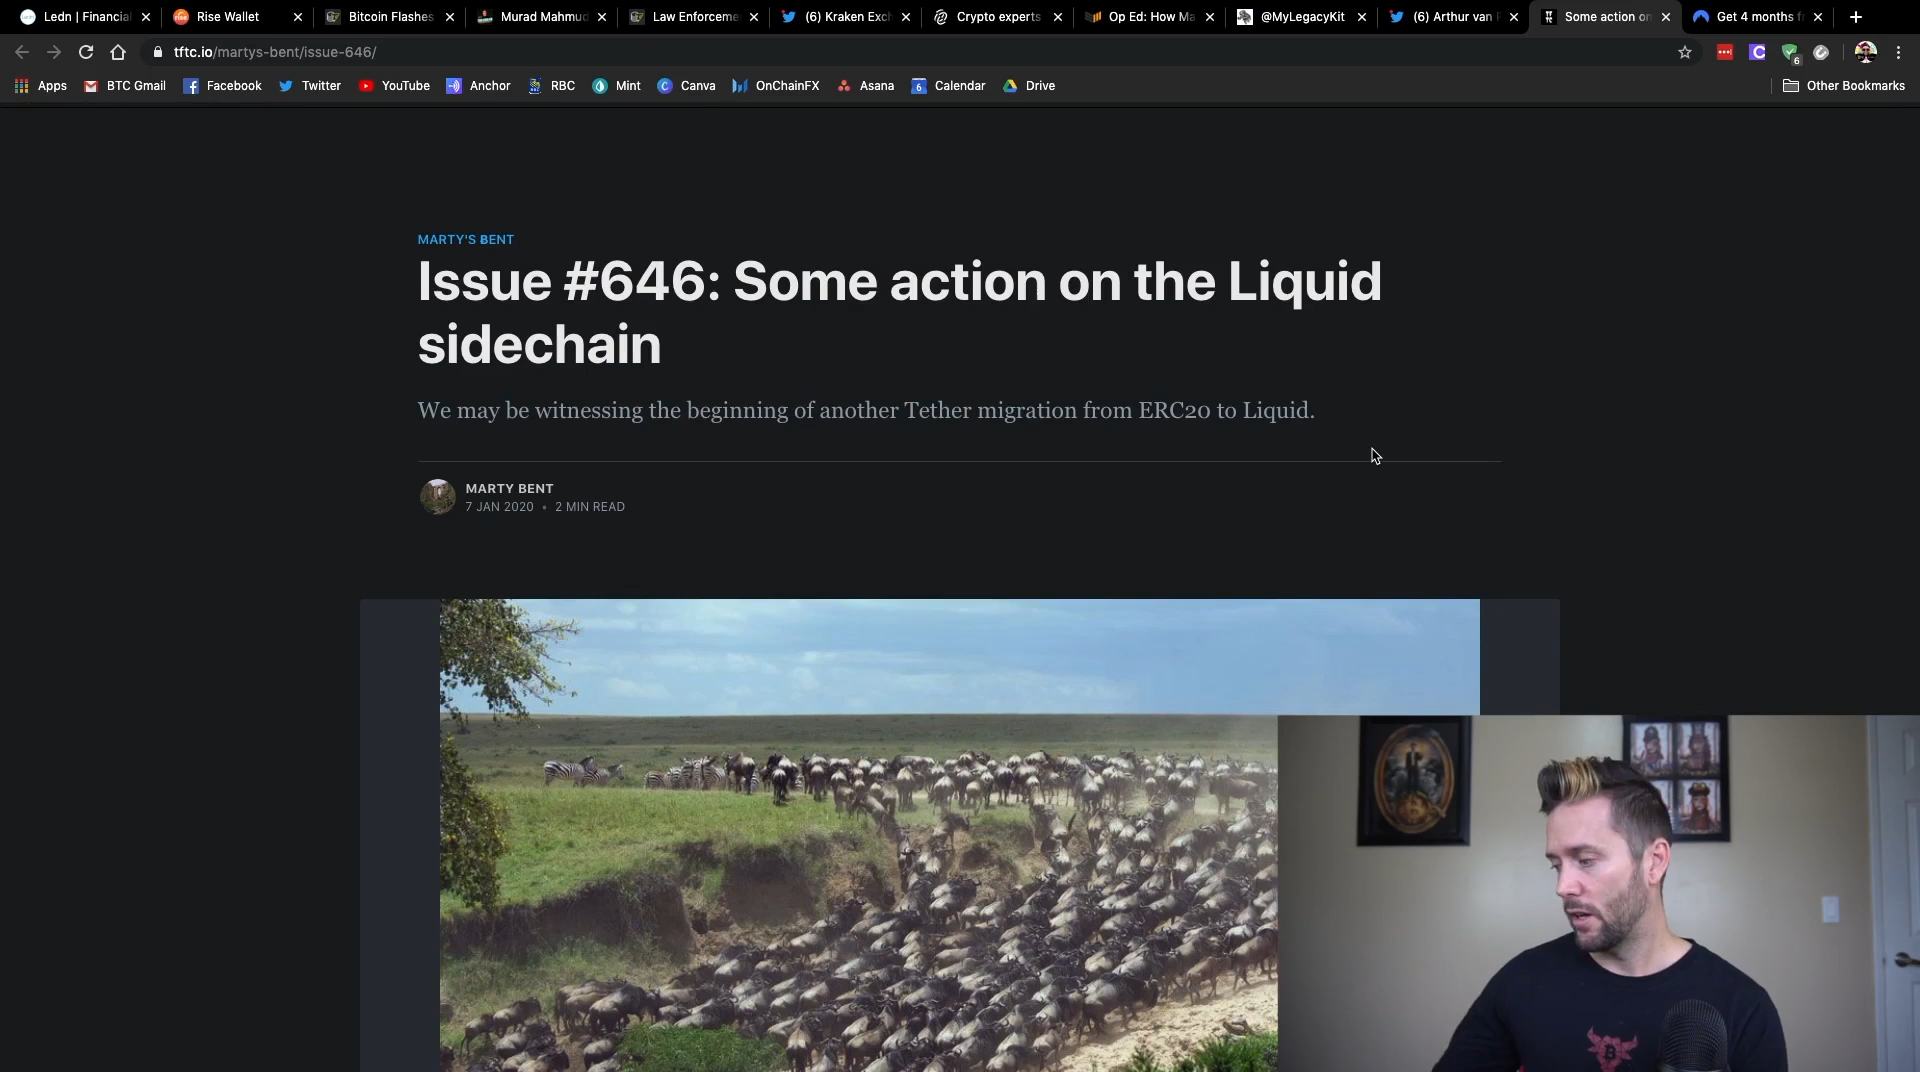 Ledn | Financial
Rise Wallet
Bitcoin Flashes
Murad Mahmud
Law Enforceme
(6) Kraken Exch
Crypto experts
Op Ed: How Ma
@MyLegacyKit
(6) Arthur van
Some action on
Get 4 months f
tftc.io/martys-bent/issue-646/
6
Apps
BTC Gmail
Facebook
Twitter
YouTube
Anchor
RBC
Mint
Canva
OnChainFX
Asana
6
Calendar
Drive
Other Bookmarks
MARTY'S BENT
Issue #646: Some action on the Liquid
sidechain
We may be witnessing the beginning of another Tether migration from ERC20 to Liquid.
MARTY BENT
7 JAN 2020 • 2 MIN READ